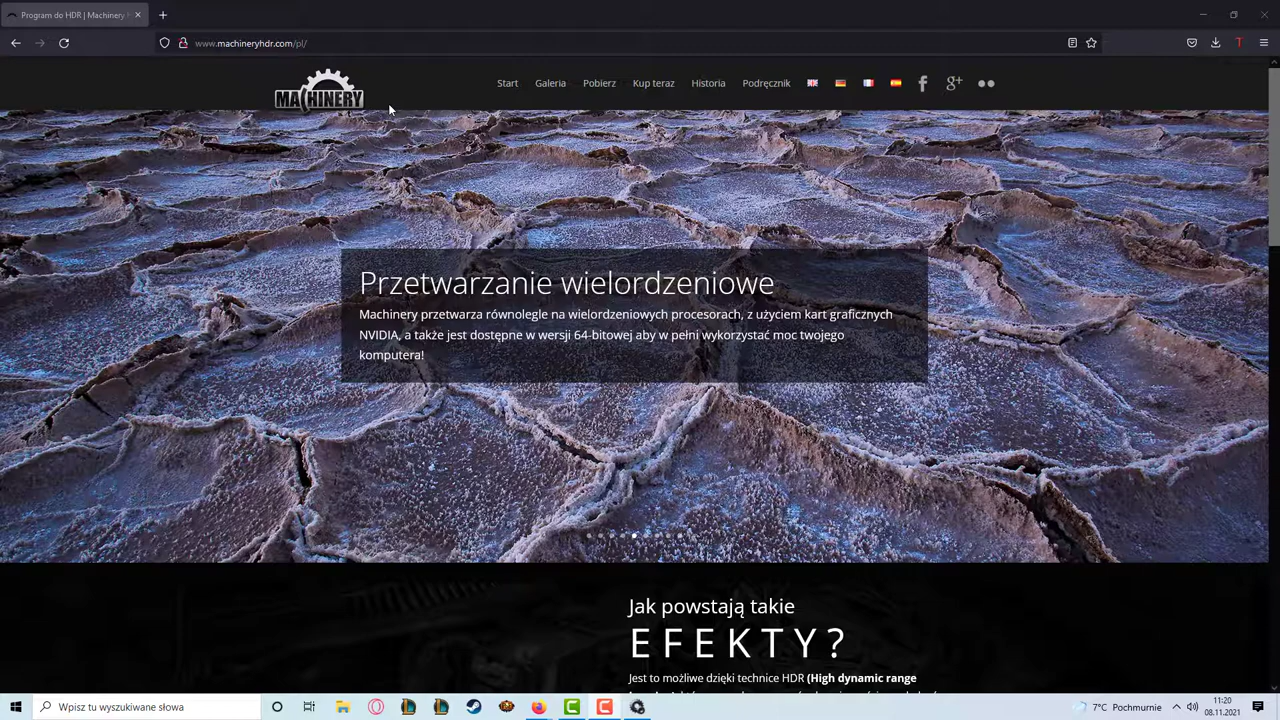 Program do HDR | Machinery
www.machineryhdr.com/pl/
MACHINERY
Start
Galeria
Pobierz
Kup teraz
Historia
Podręcznik
Przetwarzanie wielordzeniowe
Machinery przetwarza równolegle na wielordzeniowych procesorach, z użyciem kart graficznych
NVIDIA, a także jest dostępne w wersji 64-bitowej aby w pełni wykorzystać moc twojego
komputera!
Jak powstają takie
EFEKTY?
Jest to możliwe dzięki technice HDR (High dynamic range
Wpisz tu wyszukiwane słowa
7°C Pochmurnie
11:20
08.11.2021